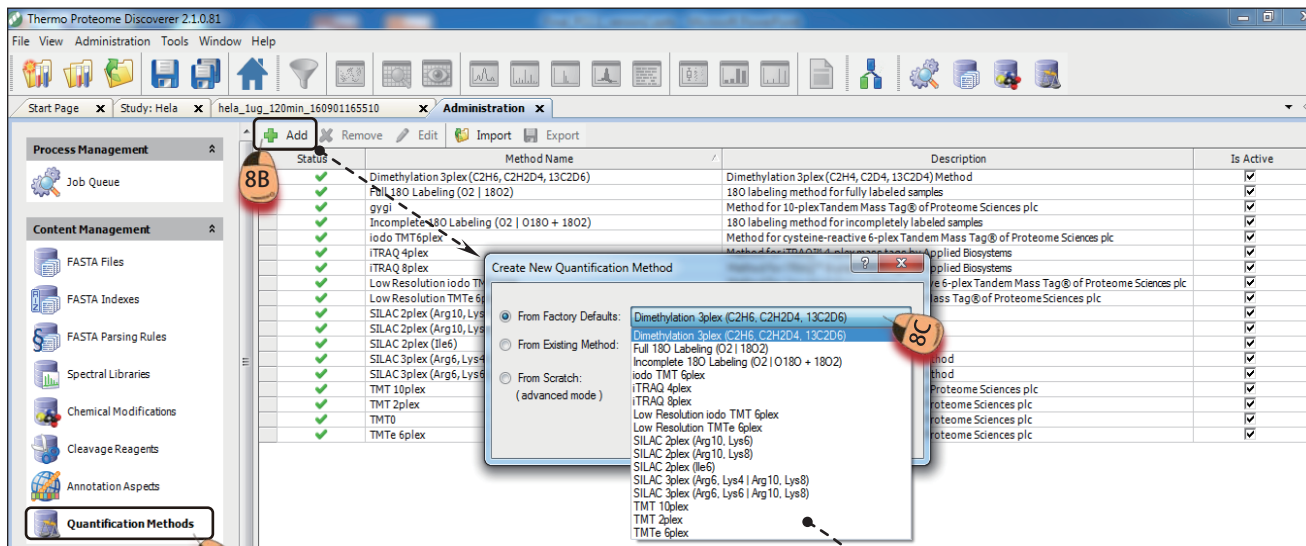 Thermo Proteome Discoverer 2.1.0.81
File View Administration Tools Window Help
Start Page x Study: Hela x hela_1ug_120min_160901165510 x Administration x
Process Management
Job Queue
Content Management
FASTA Files
FASTA Indexes
FASTA Parsing Rules
Spectral Libraries
Chemical Modifications
Cleavage Reagents
Annotation Aspects
Quantification Methods
Add Remove Edit Import Export
8B
Status Method Name Description Is Active
Dimethylation 3plex (C2H6, C2H2D4, 13C2D6) Dimethylation 3plex (C2H4, C2D4, 13C2D4) Method
Full 18O Labeling (O2 | 18O2) 18O labeling method for fully labeled samples
gygi Method for 10-plex Tandem Mass Tag® of Proteome Sciences plc
Incomplete 18O Labeling (O2 | O18O + 18O2) 18O labeling method for incompletely labeled samples
iodo TMT6plex Method for cysteine-reactive 6-plex Tandem Mass Tag® of Proteome Sciences plc
iTRAQ 4plex Method for iTRAQ™ 4-plex mass tags by Applied Biosystems
iTRAQ 8plex pplied Biosystems
Low Resolution iodo TM e 6-plex Tandem Mass Tag® of Proteome Sciences plc
Low Resolution TMTe 6p ass Tag® of Proteome Sciences plc
SILAC 2plex (Arg10, Lys
SILAC 2plex (Arg10, Lys
SILAC 2plex (Ile6)
SILAC 3plex (Arg6, Lys4 hod
SILAC 3plex (Arg6, Lys6 thod
TMT 10plex Proteome Sciences plc
TMT 2plex roteome Sciences plc
TMT0 Proteome Sciences plc
TMTe 6plex roteome Sciences plc
Create New Quantification Method
From Factory Defaults: Dimethylation 3plex (C2H6, C2H2D4, 13C2D6)
8C
From Existing Method:
From Scratch:
( advanced mode )
Dimethylation 3plex (C2H6, C2H2D4, 13C2D6)
Full 18O Labeling (O2 | 18O2)
Incomplete 18O Labeling (O2 | O18O + 18O2)
iodo TMT 6plex
iTRAQ 4plex
iTRAQ 8plex
Low Resolution iodo TMT 6plex
Low Resolution TMTe 6plex
SILAC 2plex (Arg10, Lys6)
SILAC 2plex (Arg10, Lys8)
SILAC 2plex (Ile6)
SILAC 3plex (Arg6, Lys4 | Arg10, Lys8)
SILAC 3plex (Arg6, Lys6 | Arg10, Lys8)
TMT 10plex
TMT 2plex
TMTe 6plex